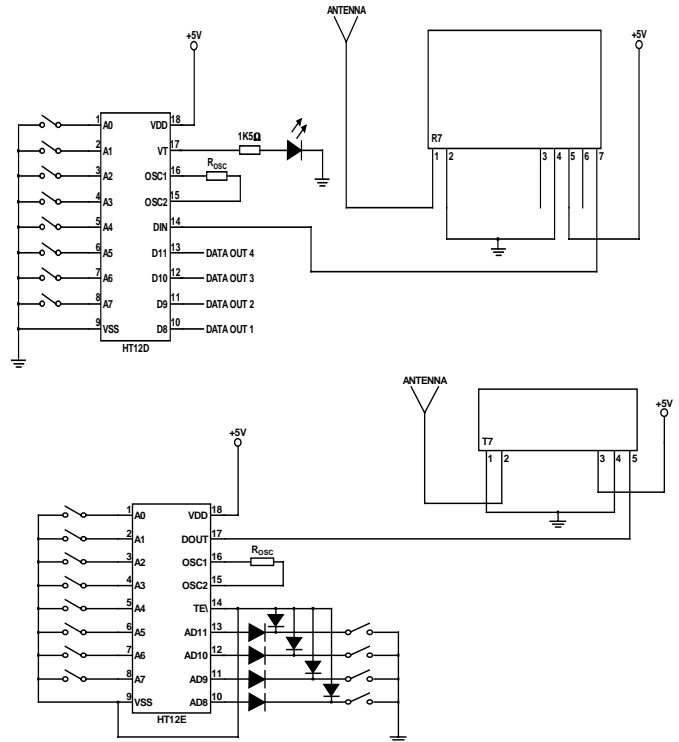 ANTENNA
+5V
+5V
R7
1 2 3 4 5 6 7
1 A0 VDD 18
2 A1 VT 17 1K5Ω
3 A2 OSC1 16 ROSC
4 A3 OSC2 15
5 A4 DIN 14
6 A5 D11 13 DATA OUT 4
7 A6 D10 12 DATA OUT 3
8 A7 D9 11 DATA OUT 2
9 VSS D8 10 DATA OUT 1
HT12D
ANTENNA
+5V
T7
1 2 3 4 5
+5V
1 A0 VDD 18
2 A1 DOUT 17
3 A2 OSC1 16 ROSC
4 A3 OSC2 15
5 A4 TE\ 14
6 A5 AD11 13
7 A6 AD10 12
8 A7 AD9 11
9 VSS AD8 10
HT12E